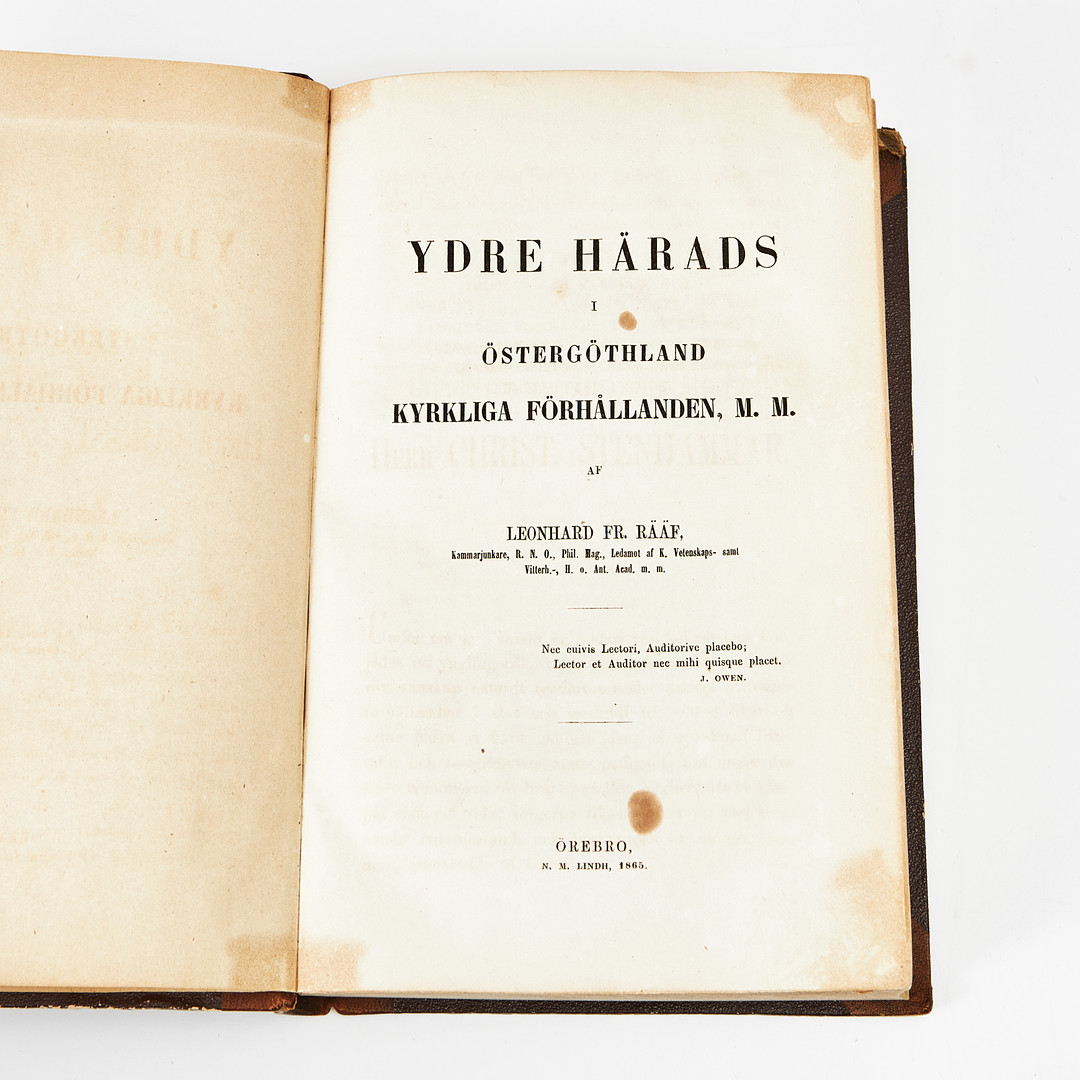 YDRE HÄRADS
I
ÖSTERGÖTHLAND
KYRKLIGA FÖRHÅLLANDEN, M. M.
AF
LEONHARD FR. RÄÄF,
Kammarjunkare, R. N. O., Phil. Mag., Ledamot af K. Vetenskaps- samt
Vitterh.-, H. o. Ant. Acad. m. m.
Nec cuivis Lectori, Auditorive placebo;
Lector et Auditor nec mihi quisque placet.
J. OWEN.
ÖREBRO,
N. M. LINDH, 1865.